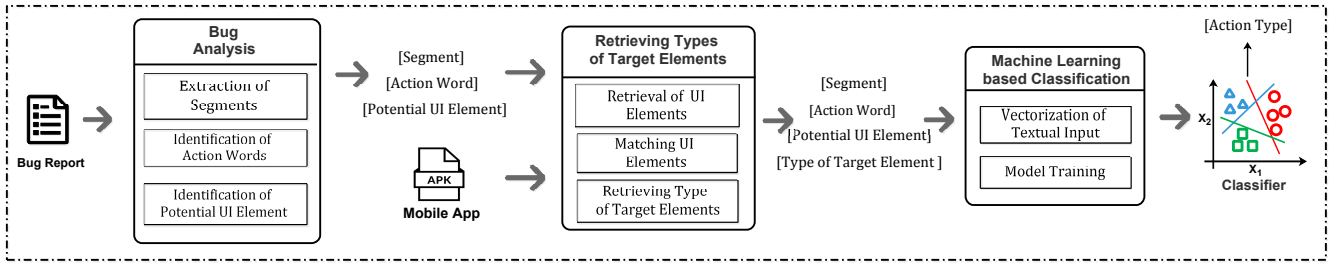 Bug Report
Bug
Analysis
Extraction of
Segments
Identification of
Action Words
Identification of
Potential UI Element
[Segment]
[Action Word]
[Potential UI Element]
APK
Mobile App
Retrieving Types
of Target Elements
Retrieval of UI
Elements
Matching UI
Elements
Retrieving Type
of Target Elements
[Segment]
[Action Word]
[Potential UI Element]
[Type of Target Element ]
Machine Learning
based Classification
Vectorization of
Textual Input
Model Training
[Action Type]
X2
X1
Classifier